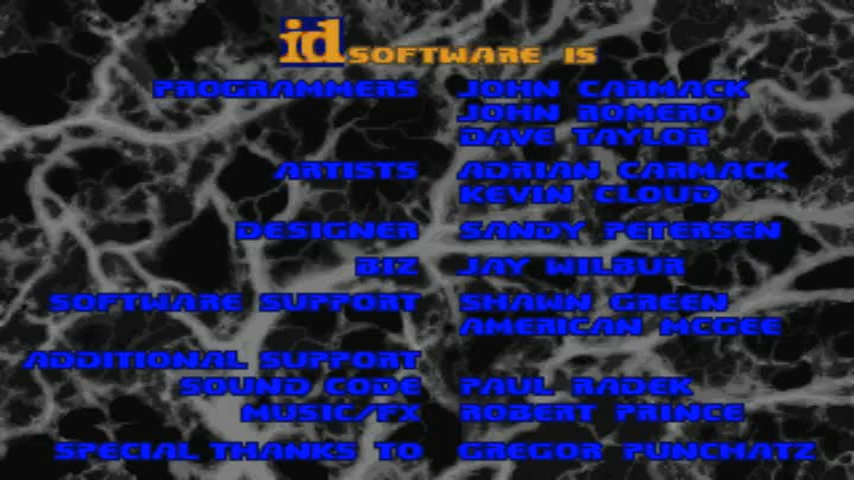 id SOFTWARE IS
PROGRAMMERS JOHN CARMACK
JOHN ROMERO
DAVE TAYLOR
ARTISTS ADRIAN CARMACK
KEVIN CLOUD
DESIGNER SANDY PETERSEN
BIZ JAY WILBUR
SOFTWARE SUPPORT SHAWN GREEN
AMERICAN MCGEE
ADDITIONAL SUPPORT
SOUND CODE PAUL RADEK
MUSIC/FX ROBERT PRINCE
SPECIAL THANKS TO GREGOR PUNCHATZ